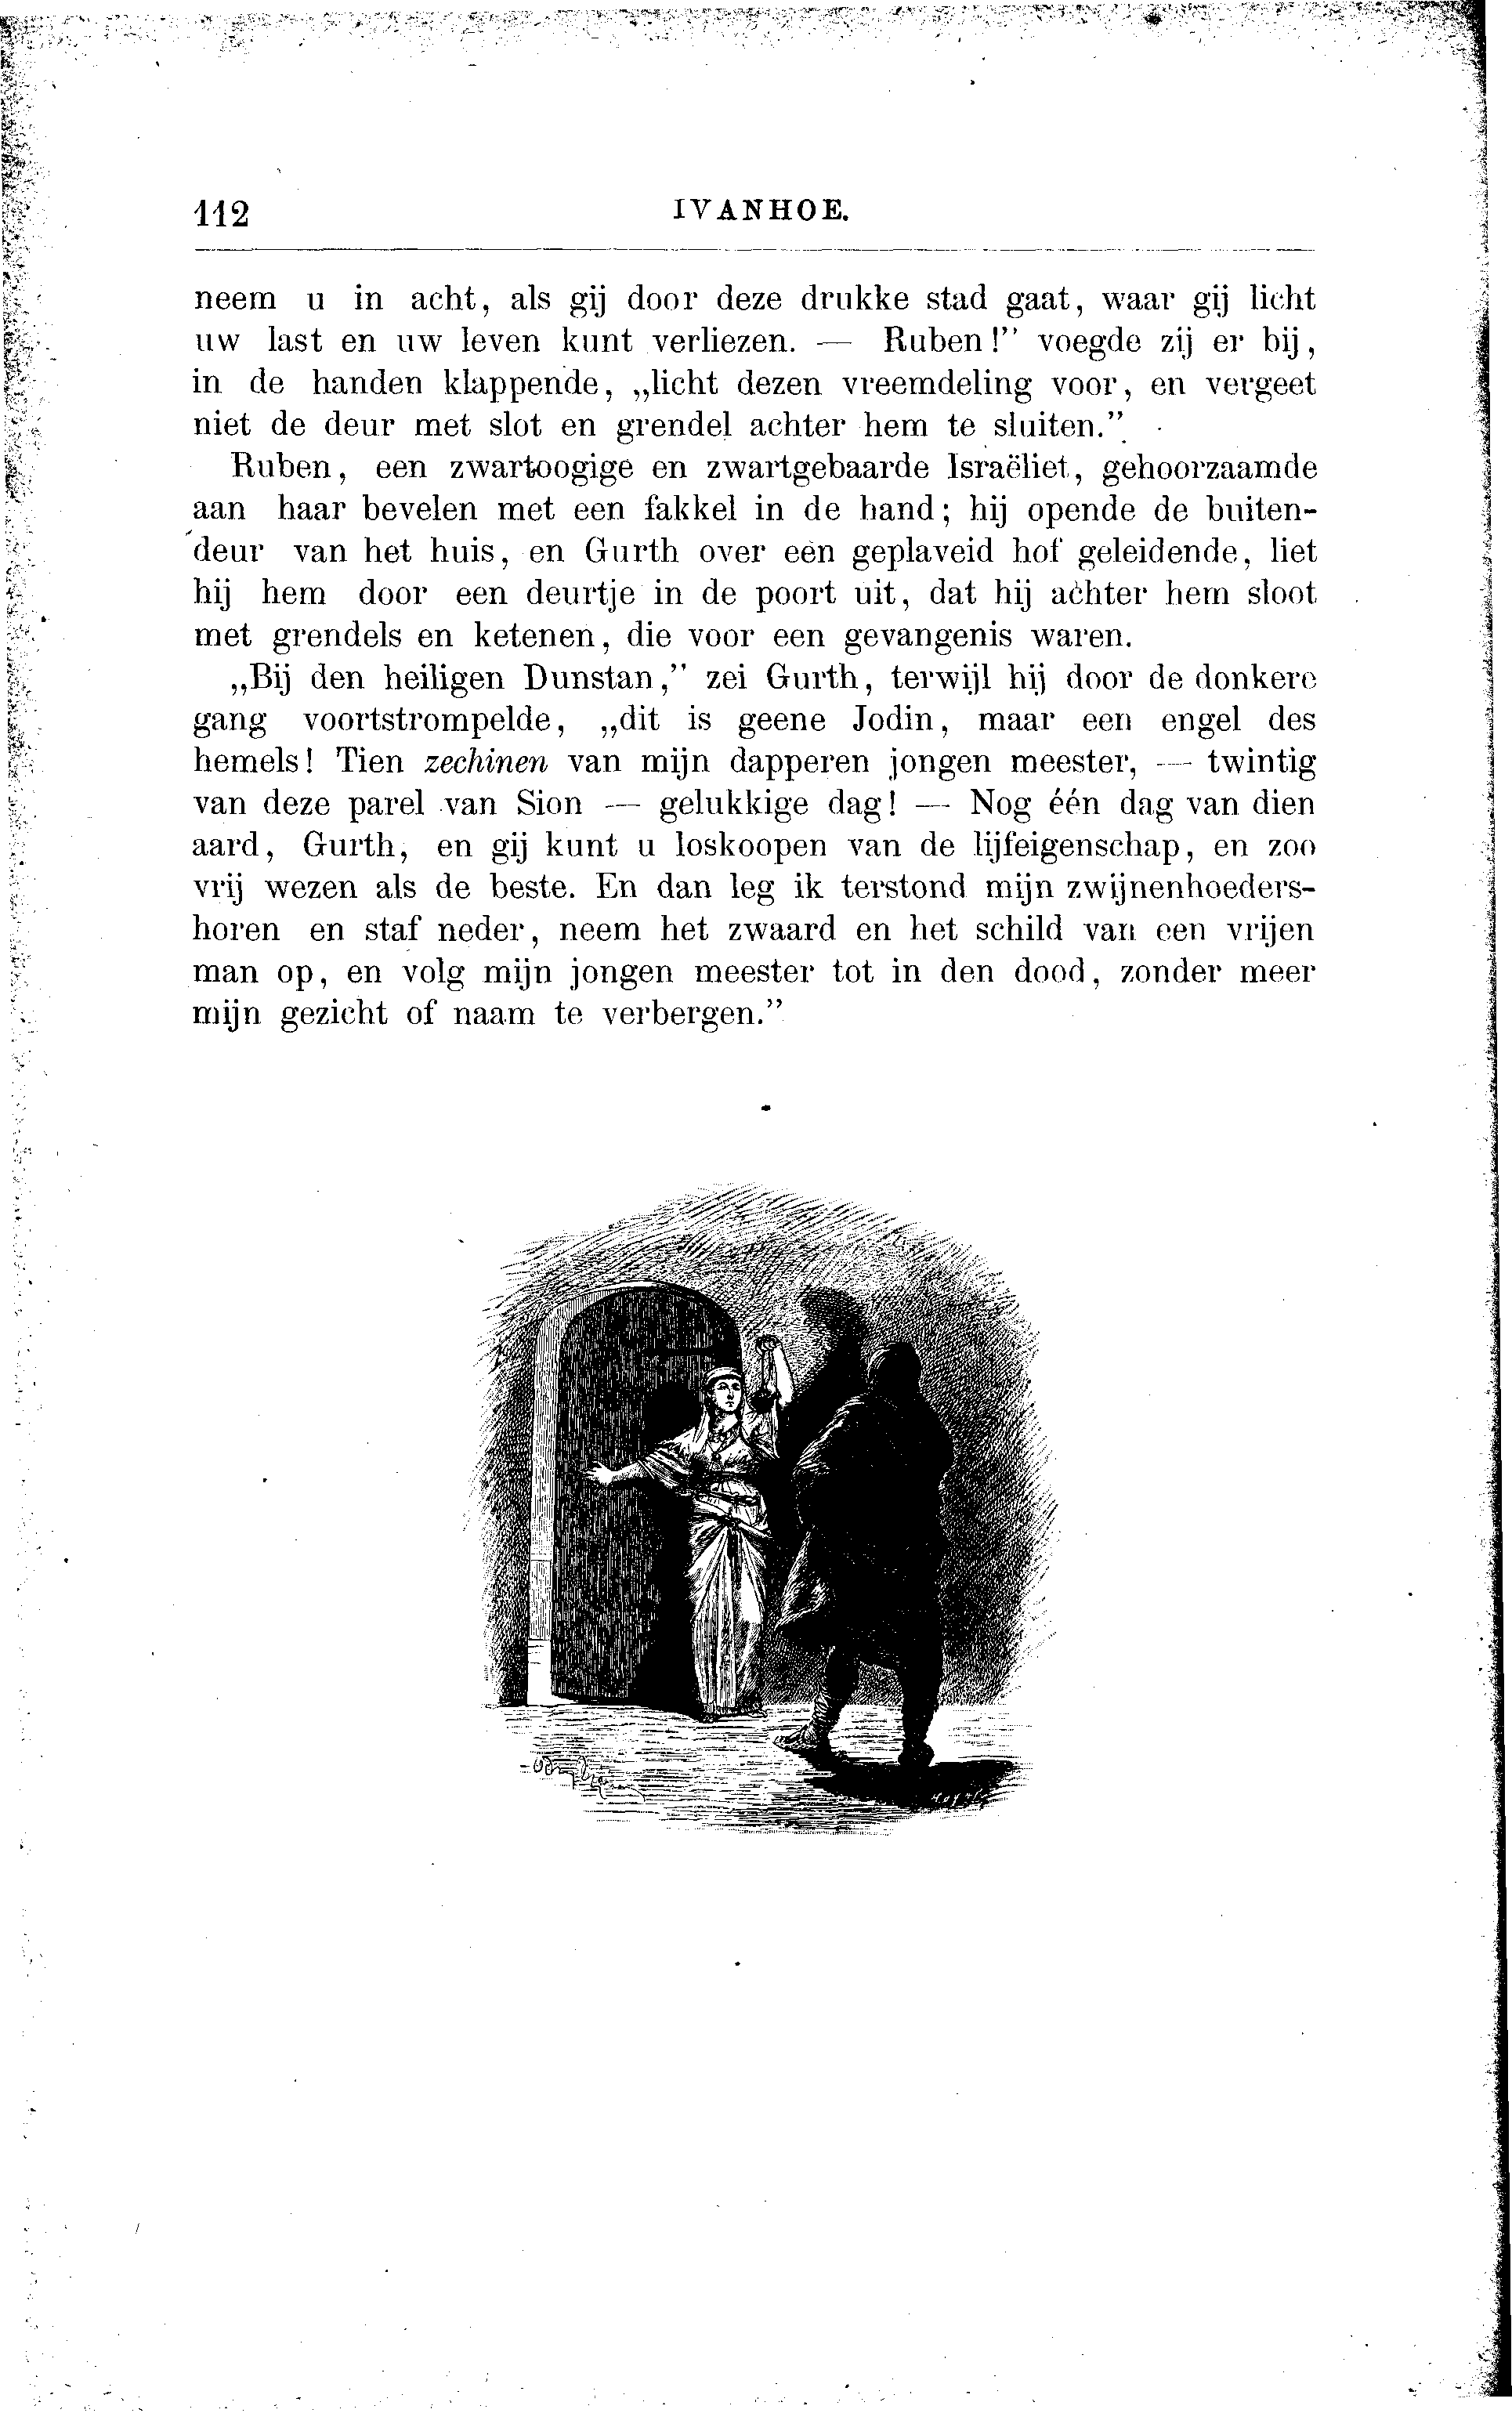 112
IVANHOE.
neem u in acht, als gij door deze drukke stad gaat, waar gij licht
uw last en uw leven kunt verliezen. — Ruben!” voegde zij er bij,
in de handen klappende, „licht dezen vreemdeling voor, en vergeet
niet de deur met slot en grendel achter hem te sluiten.”
Ruben, een zwartoogige en zwartgebaarde Israëliet, gehoorzaamde
aan haar bevelen met een fakkel in de hand; hij opende de buiten-
deur van het huis, en Gurth over een geplaveid hof geleidende, liet
hij hem door een deurtje in de poort uit, dat hij achter hem sloot
met grendels en ketenen, die voor een gevangenis waren.
„Bij den heiligen Dunstan,” zei Gurth, terwijl hij door de donkere
gang voortstrompelde, „dit is geene Jodin, maar een engel des
hemels! Tien zechinen van mijn dapperen jongen meester, — twintig
van deze parel van Sion — gelukkige dag! — Nog één dag van dien
aard, Gurth, en gij kunt u loskoopen van de lijfeigenschap, en zoo
vrij wezen als de beste. En dan leg ik terstond mijn zwijnenhoeders-
horen en staf neder, neem het zwaard en het schild van een vrijen
man op, en volg mijn jongen meester tot in den dood, zonder meer
mijn gezicht of naam te verbergen.”